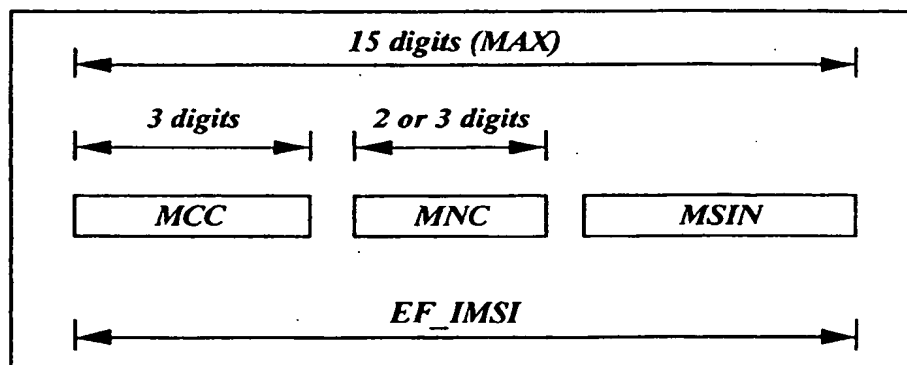 15 digits (MAX)
3 digits 2 or 3 digits
MCC MNC MSIN
EF_IMSI